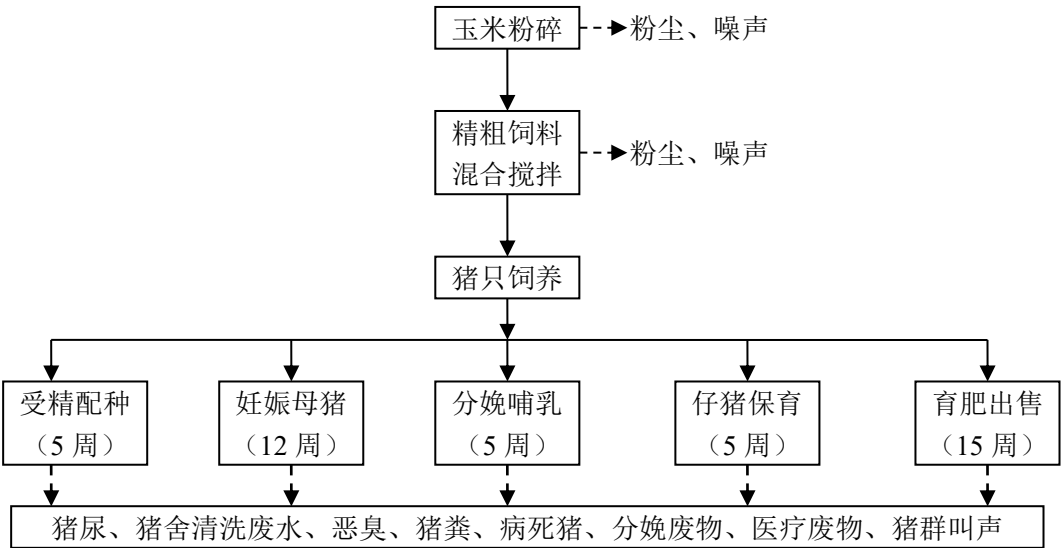 玉米粉碎
粉尘、噪声
精粗饲料
混合搅拌
粉尘、噪声
猪只饲养
受精配种
（5 周）
妊娠母猪
（12 周）
分娩哺乳
（5 周）
仔猪保育
（5 周）
育肥出售
（15 周）
猪尿、猪舍清洗废水、恶臭、猪粪、病死猪、分娩废物、医疗废物、猪群叫声